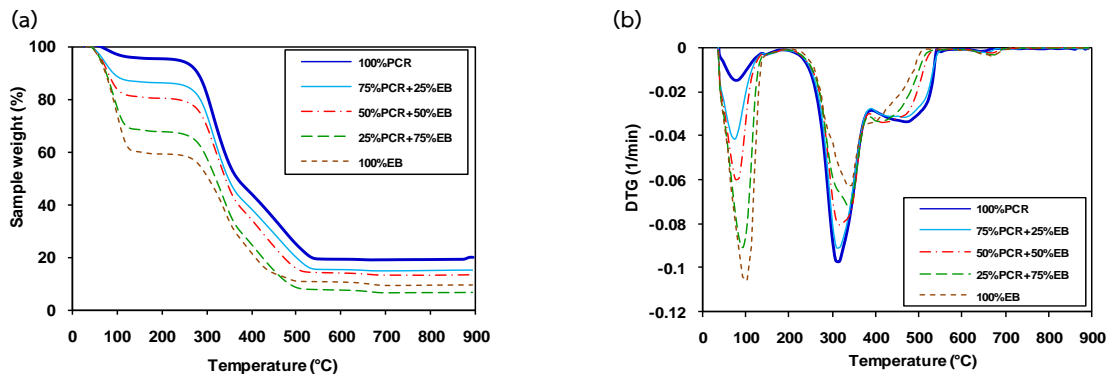 (a)
100
80
60
40
20
0
Sample weight (%)
0 100 200 300 400 500 600 700 800 900
Temperature (°C)
100%PCR
75%PCR+25%EB
50%PCR+50%EB
25%PCR+75%EB
100%EB
(b)
0
-0.02
-0.04
-0.06
-0.08
-0.1
-0.12
DTG (1/min)
0 100 200 300 400 500 600 700 800 900
Temperature (°C)
100%PCR
75%PCR+25%EB
50%PCR+50%EB
25%PCR+75%EB
100%EB